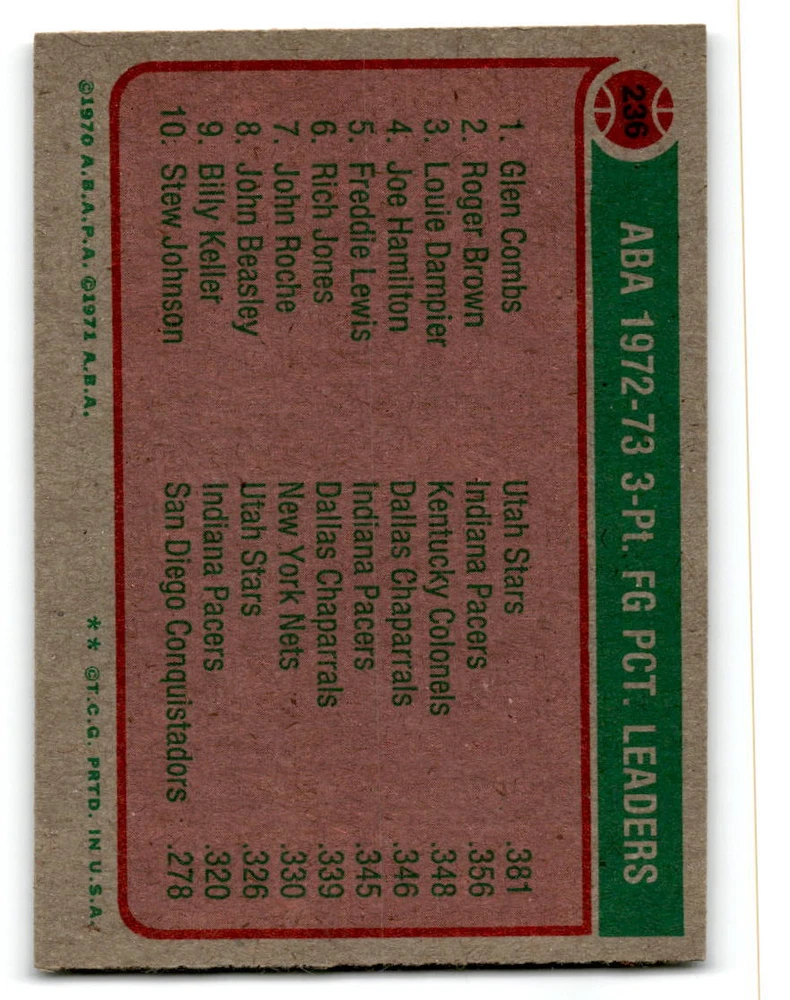 236
ABA 1972-73 3-Pt. FG PCT. LEADERS
1. Glen Combs Utah Stars .381
2. Roger Brown Indiana Pacers .356
3. Louie Dampier Kentucky Colonels .348
4. Joe Hamilton Dallas Chaparrals .346
5. Freddie Lewis Indiana Pacers .345
6. Rich Jones Dallas Chaparrals .339
7. John Roche New York Nets .330
8. John Beasley Utah Stars .326
9. Billy Keller Indiana Pacers .320
10. Stew Johnson San Diego Conquistadors .278
©1970 A.B.A.P.A. ©1971 A.B.A. ** ©T.C.G. PRTD. IN U.S.A.